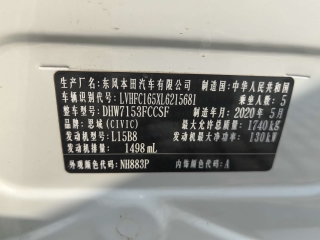 生产厂名：东风本田汽车有限公司 制造国：中华人民共和国
车辆识别代号：LVHFC165XL6215681 乘坐人数：5
整车型号：DHW7153FCCSF 制造年月：2020年5月
品牌：思域(CIVIC) 最大允许总质量：1740kg
发动机型号：L15B8 发动机最大净功率：130kW
发动机排量：1498mL
外观颜色 NH883P 内饰颜色 A